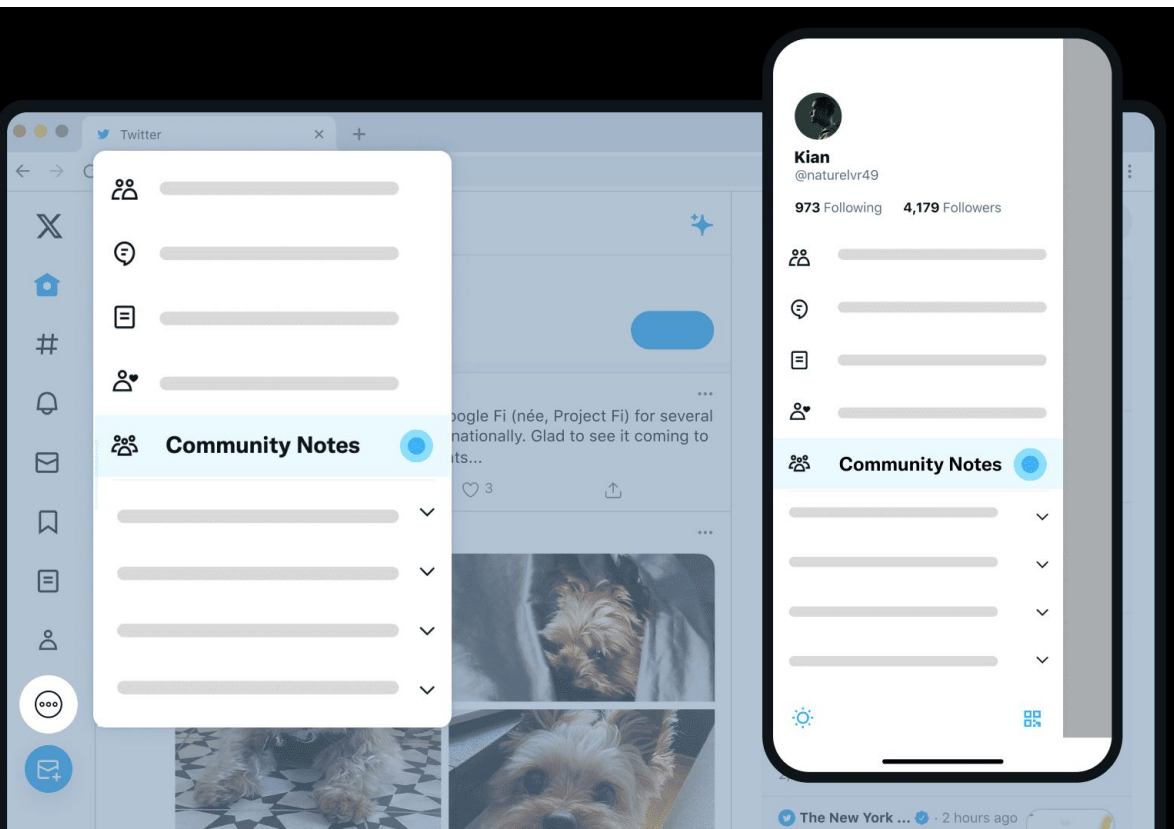 Twitter
Community Notes
oogle Fi (née, Project Fi) for several
nationally. Glad to see it coming to
ts...
3
Kian
@naturelvr49
973 Following 4,179 Followers
Community Notes
The New York ... · 2 hours ago